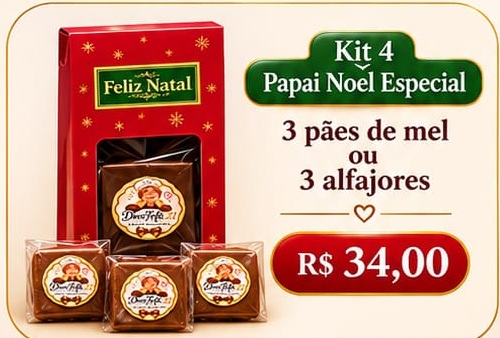 Feliz Natal
Kit 4
Papai Noel Especial
3 pães de mel
ou
3 alfajores
R$ 34,00